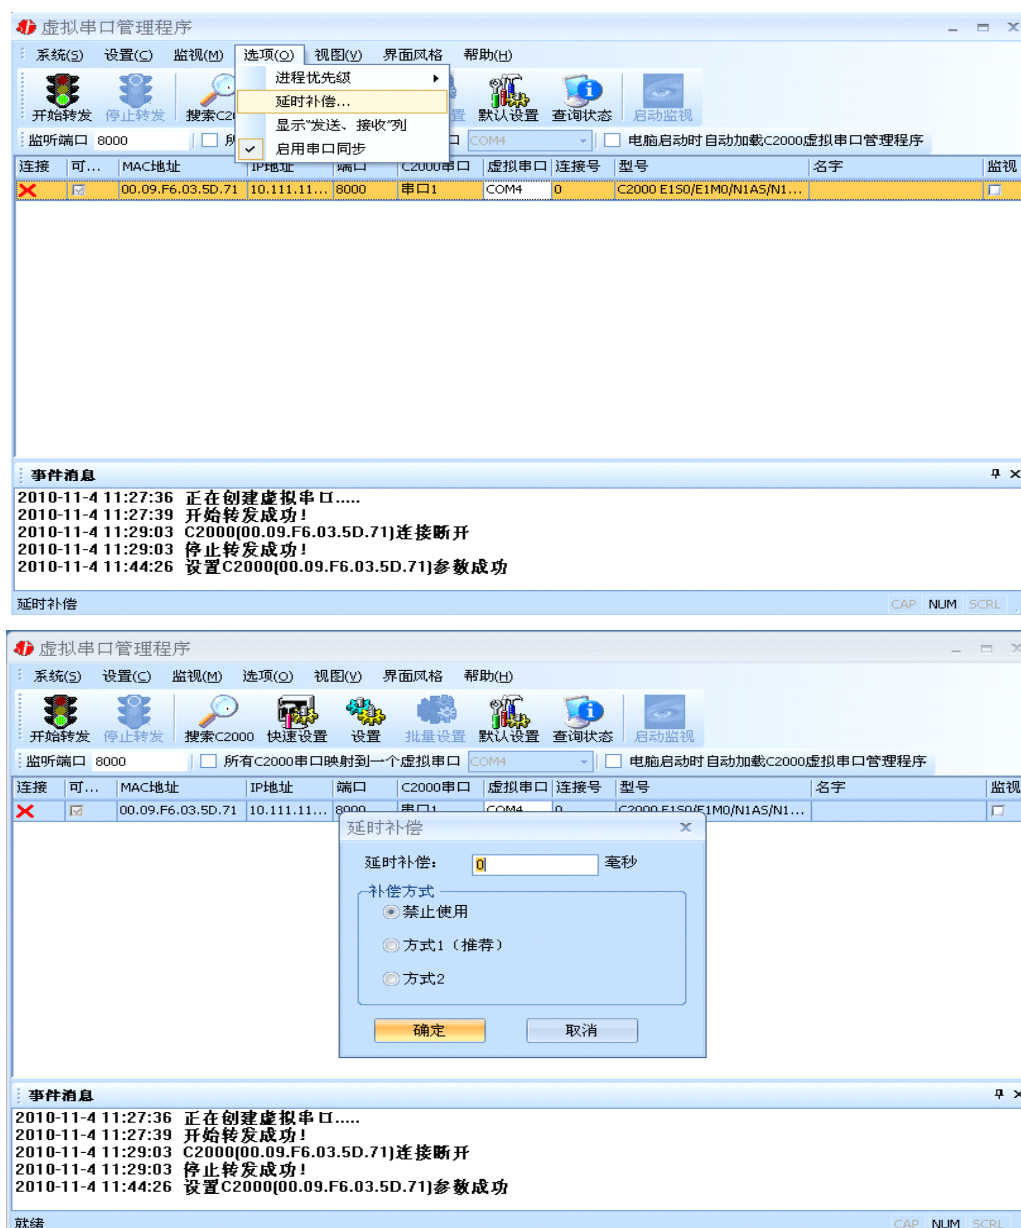 虚拟串口管理程序
系统(S) 设置(C) 监视(M) 选项(O) 视图(V) 界面风格 帮助(H)
进程优先级
延时补偿...
显示"发送、接收"列
启用串口同步
开始转发 停止转发 搜索C2 置 默认设置 查询状态 启动监视
监听端口 8000 所 口 COM4 电脑启动时自动加载C2000虚拟串口管理程序
连接 可... MAC地址 IP地址 端口 C2000串口 虚拟串口 连接号 型号 名字 监视
00.09.F6.03.5D.71 10.111.11... 8000 串口1 COM4 0 C2000 E1S0/E1M0/N1AS/N1...
事件消息
2010-11-4 11:27:36 正在创建虚拟串口.....
2010-11-4 11:27:39 开始转发成功!
2010-11-4 11:29:03 C2000(00.09.F6.03.5D.71)连接断开
2010-11-4 11:29:03 停止转发成功!
2010-11-4 11:44:26 设置C2000(00.09.F6.03.5D.71)参数成功
延时补偿 CAP NUM SCRL
虚拟串口管理程序
系统(S) 设置(C) 监视(M) 选项(O) 视图(V) 界面风格 帮助(H)
开始转发 停止转发 搜索C2000 快速设置 设置 批量设置 默认设置 查询状态 启动监视
监听端口 8000 所有C2000串口映射到一个虚拟串口 COM4 电脑启动时自动加载C2000虚拟串口管理程序
连接 可... MAC地址 IP地址 端口 C2000串口 虚拟串口 连接号 型号 名字 监视
00.09.F6.03.5D.71 10.111.11... 8000 串口1 COM4 0 C2000 E1S0/E1M0/N1AS/N1...
延时补偿
延时补偿: 0 毫秒
补偿方式
禁止使用
方式1（推荐）
方式2
确定 取消
事件消息
2010-11-4 11:27:36 正在创建虚拟串口.....
2010-11-4 11:27:39 开始转发成功!
2010-11-4 11:29:03 C2000(00.09.F6.03.5D.71)连接断开
2010-11-4 11:29:03 停止转发成功!
2010-11-4 11:44:26 设置C2000(00.09.F6.03.5D.71)参数成功
就绪 CAP NUM SCRL